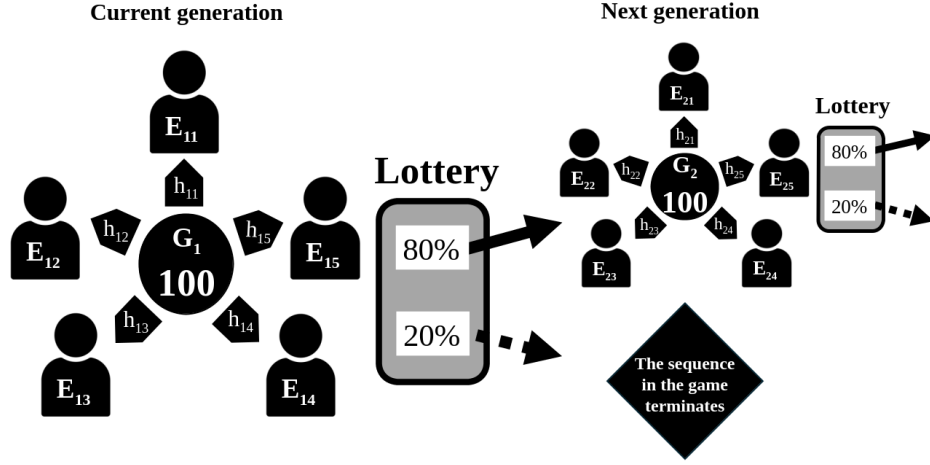 Current generation
Next generation
E₁₁
h₁₁
E₁₂
h₁₂
G₁
100
h₁₅
E₁₅
h₁₃
h₁₄
E₁₃
E₁₄
Lottery
80%
20%
E₂₁
h₂₁
E₂₂
h₂₂
G₂
100
h₂₅
E₂₅
h₂₃
h₂₄
E₂₃
E₂₄
Lottery
80%
20%
The sequence
in the game
terminates